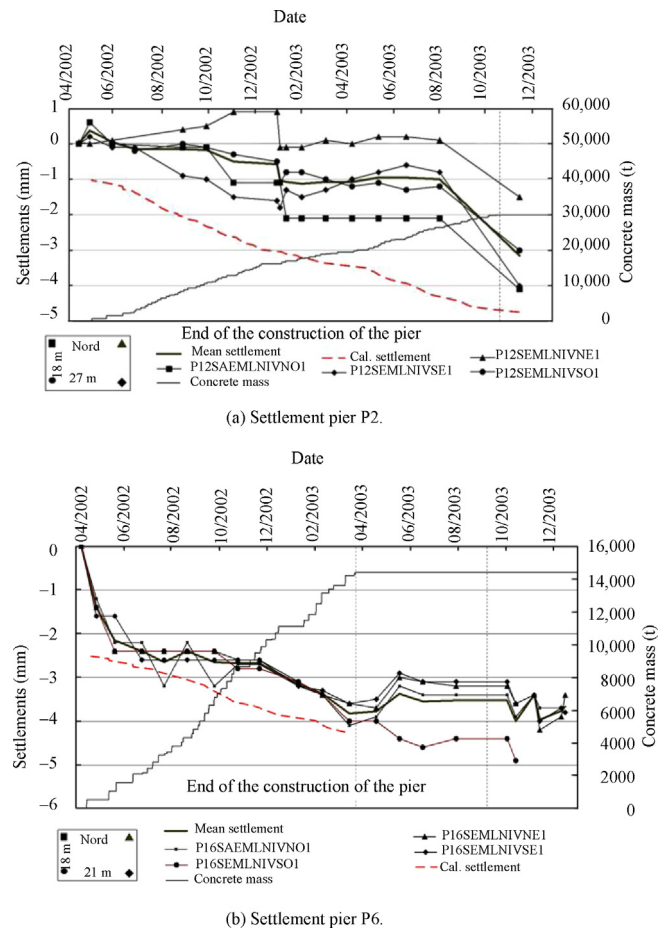 Date
04/2002 06/2002 08/2002 10/2002 12/2002 02/2003 04/2003 06/2003 08/2003 10/2003 12/2003
Settlements (mm)
1
0
−1
−2
−3
−4
−5
60,000
50,000
40,000
30,000
20,000
10,000
0
Concrete mass (t)
End of the construction of the pier
Nord
18 m
27 m
Mean settlement
Cal. settlement
P12SEMLNIVNE1
P12SAEMLNIVNO1
P12SEMLNIVSE1
P12SEMLNIVSO1
Concrete mass
(a) Settlement pier P2.
Date
04/2002 06/2002 08/2002 10/2002 12/2002 02/2003 04/2003 06/2003 08/2003 10/2003 12/2003
Settlements (mm)
0
−1
−2
−3
−4
−5
−6
16,000
14,000
12,000
10,000
8000
6000
4000
2000
0
Concrete mass (t)
End of the construction of the pier
Nord
18 m
21 m
Mean settlement
P16SEMLNIVNE1
P16SAEMLNIVNO1
P16SEMLNIVSE1
P16SEMLNIVSO1
Cal. settlement
Concrete mass
(b) Settlement pier P6.